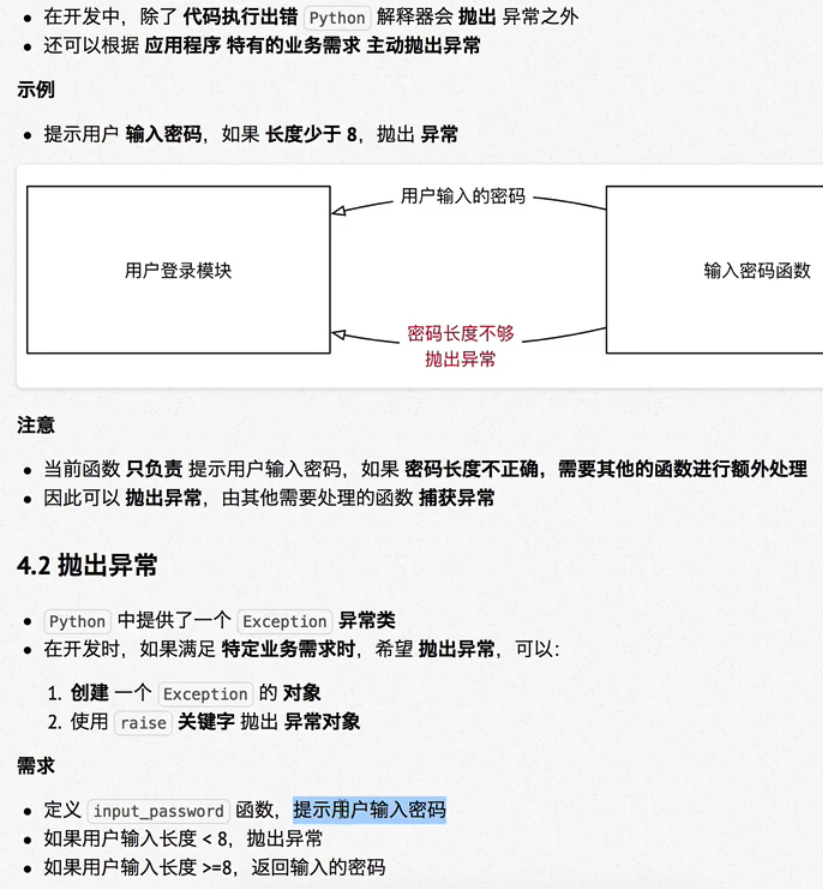 在开发中，除了 代码执行出错 Python 解释器会 抛出 异常之外
还可以根据 应用程序 特有的业务需求 主动抛出异常
示例
提示用户 输入密码，如果 长度少于 8，抛出 异常
用户输入的密码
用户登录模块
输入密码函数
密码长度不够
抛出异常
注意
当前函数 只负责 提示用户输入密码，如果 密码长度不正确，需要其他的函数进行额外处理
因此可以 抛出异常，由其他需要处理的函数 捕获异常
4.2 抛出异常
Python 中提供了一个 Exception 异常类
在开发时，如果满足 特定业务需求时，希望 抛出异常，可以：
1. 创建 一个 Exception 的 对象
2. 使用 raise 关键字 抛出 异常对象
需求
定义 input_password 函数，提示用户输入密码
如果用户输入长度 < 8，抛出异常
如果用户输入长度 >=8，返回输入的密码